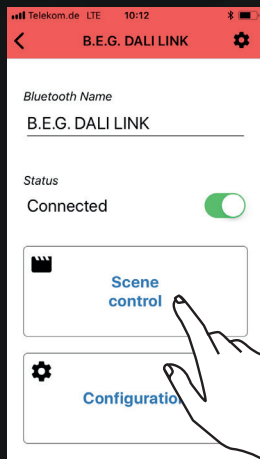 Telekom.de LTE 10:12
B.E.G. DALI LINK
Bluetooth Name
B.E.G. DALI LINK
Status
Connected
Scene
control
Configuratio